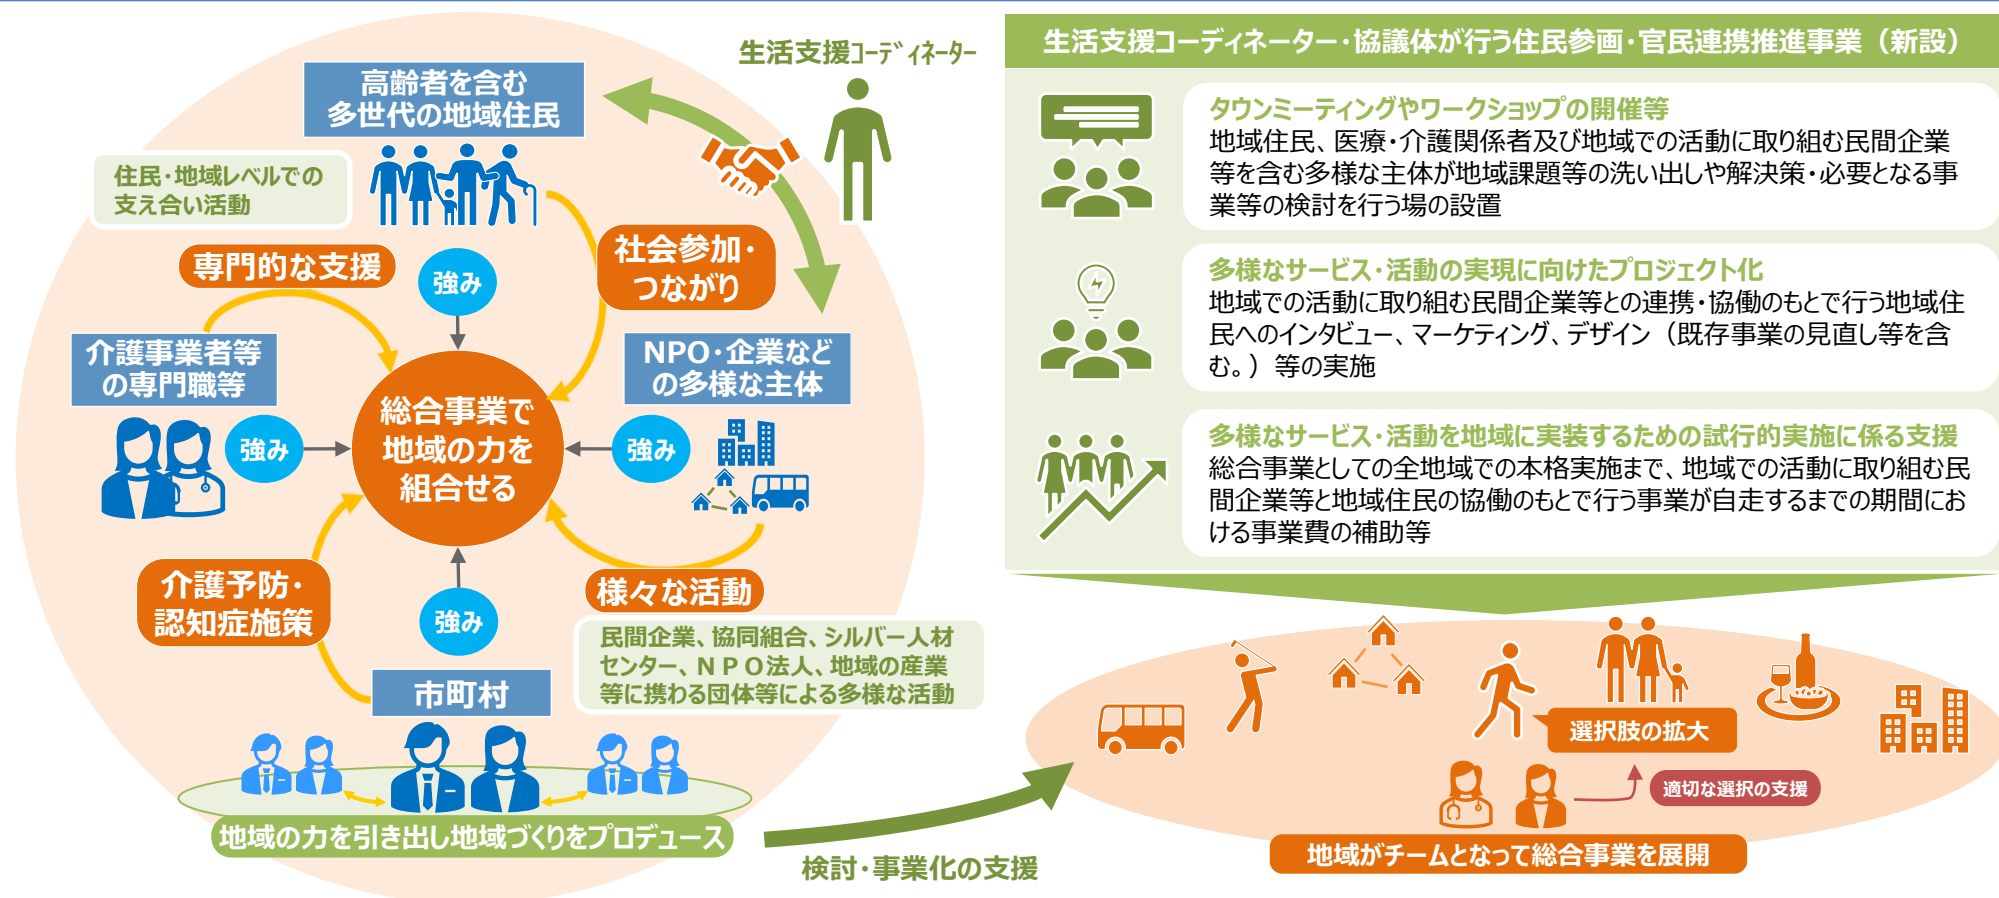 生活支援ｺｰﾃﾞｨﾈｰﾀｰ
高齢者を含む
多世代の地域住民
住民・地域レベルでの
支え合い活動
専門的な支援
強み
社会参加・
つながり
介護事業者等
の専門職等
NPO・企業など
の多様な主体
強み
総合事業で
地域の力を
組合せる
強み
介護予防・
認知症施策
強み
様々な活動
民間企業、協同組合、シルバー人材
センター、ＮＰＯ法人、地域の産業
等に携わる団体等による多様な活動
市町村
地域の力を引き出し地域づくりをプロデュース
検討・事業化の支援
生活支援コーディネーター・協議体が行う住民参画・官民連携推進事業（新設）
タウンミーティングやワークショップの開催等
地域住民、医療・介護関係者及び地域での活動に取り組む民間企業
等を含む多様な主体が地域課題等の洗い出しや解決策・必要となる事
業等の検討を行う場の設置
多様なサービス・活動の実現に向けたプロジェクト化
地域での活動に取り組む民間企業等との連携・協働のもとで行う地域住
民へのインタビュー、マーケティング、デザイン（既存事業の見直し等を含
む。）等の実施
多様なサービス・活動を地域に実装するための試行的実施に係る支援
総合事業としての全地域での本格実施まで、地域での活動に取り組む民
間企業等と地域住民の協働のもとで行う事業が自走するまでの期間にお
ける事業費の補助等
選択肢の拡大
適切な選択の支援
地域がチームとなって総合事業を展開